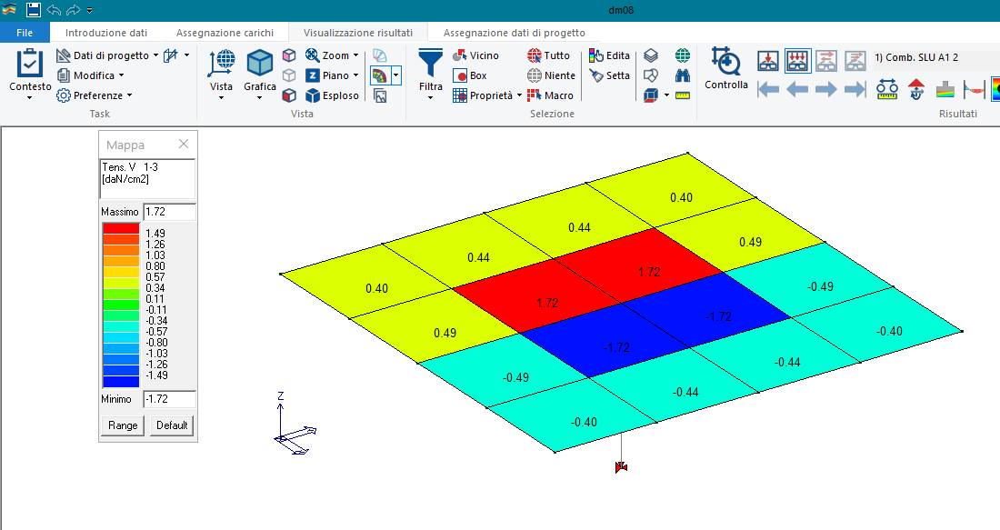 dm08
File Introduzione dati Assegnazione carichi Visualizzazione risultati Assegnazione dati di progetto
Contesto
Dati di progetto
Modifica
Preferenze
Task
Vista
Grafica
Zoom
Piano
Esploso
Vista
Filtra
Vicino
Box
Proprietà
Tutto
Niente
Macro
Edita
Setta
Selezione
Controlla
1) Comb. SLU A1 2
Risultati
Mappa
Tens. V 1-3
[daN/cm2]
Massimo 1.72
1.49
1.26
1.03
0.80
0.57
0.34
0.11
-0.11
-0.34
-0.57
-0.80
-1.03
-1.26
-1.49
Minimo -1.72
Range Default
0.40
0.44
0.44
0.40
0.49
1.72
1.72
0.49
-0.49
-1.72
-1.72
-0.49
-0.40
-0.44
-0.44
-0.40
Z